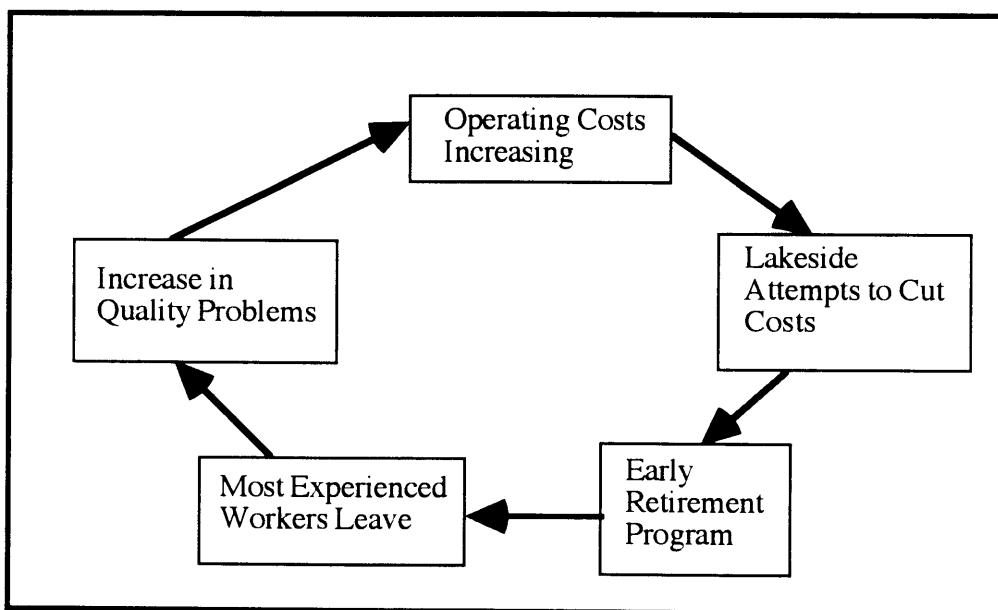 Operating Costs
Increasing
Lakeside
Attempts to Cut
Costs
Early
Retirement
Program
Most Experienced
Workers Leave
Increase in
Quality Problems